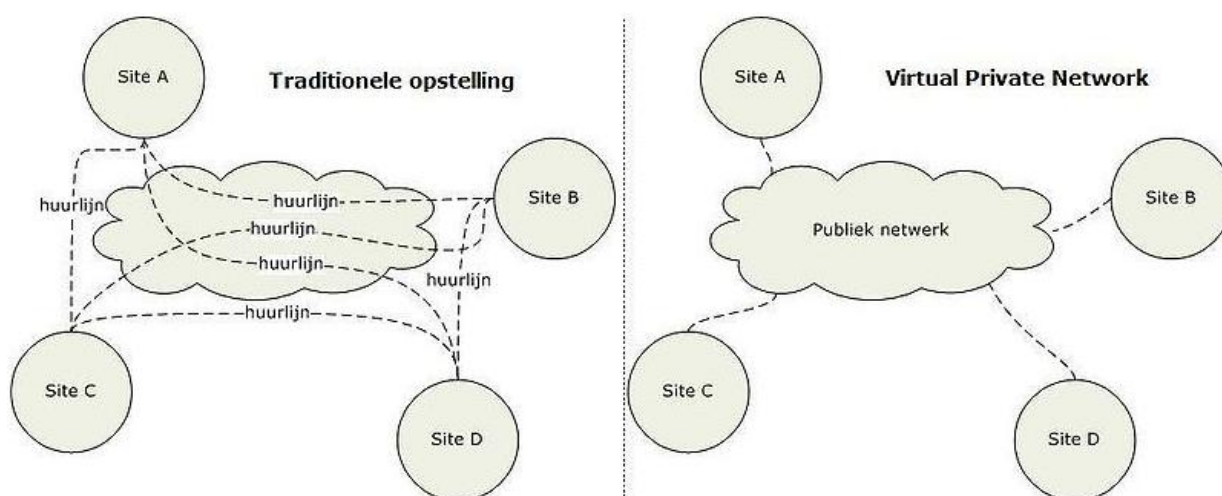 Site A
Traditionele opstelling
huurlijn
huurlijn
Site B
huurlijn
huurlijn
huurlijn
huurlijn
Site C
Site D
Site A
Virtual Private Network
Site B
Publiek netwerk
Site C
Site D